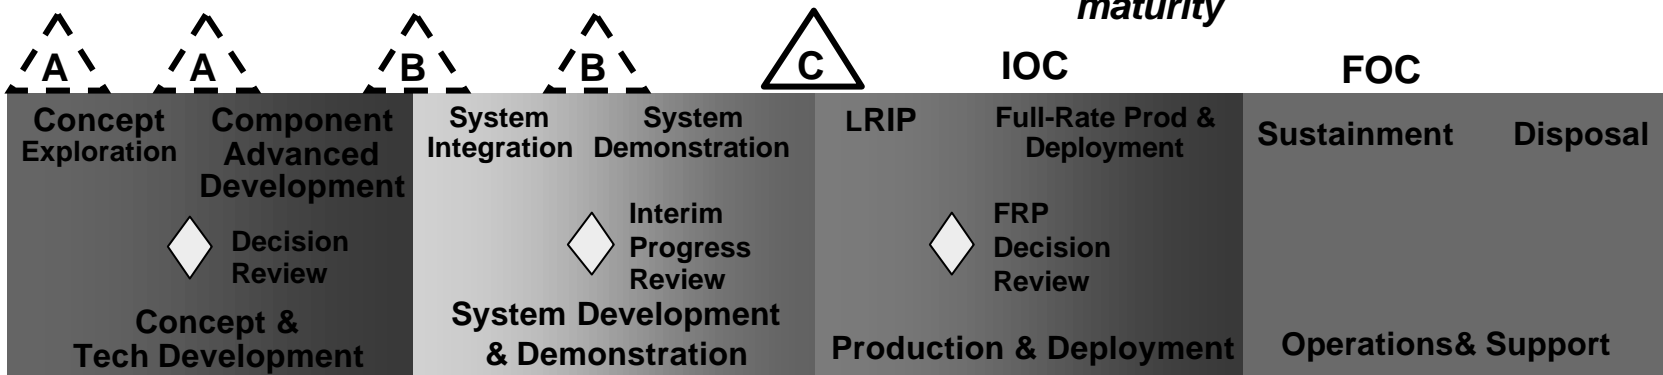 maturity
A
A
B
B
C
IOC
FOC
Concept
Exploration
Component
Advanced
Development
Decision
Review
Concept &
Tech Development
System
Integration
System
Demonstration
Interim
Progress
Review
System Development
& Demonstration
LRIP
Full-Rate Prod &
Deployment
FRP
Decision
Review
Production & Deployment
Sustainment
Disposal
Operations& Support